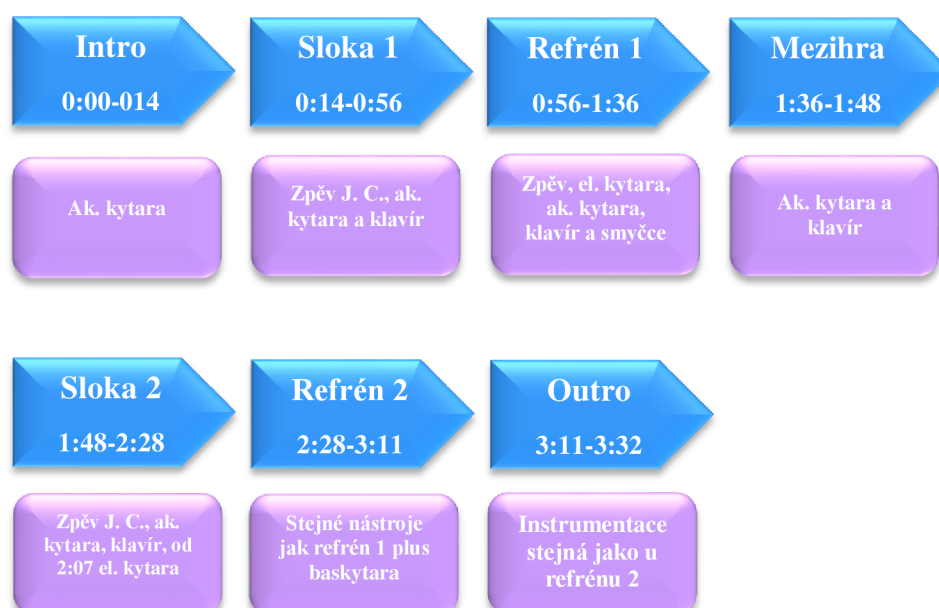 Intro
0:00-014
Sloka 1
0:14-0:56
Refrén 1
0:56-1:36
Mezihra
1:36-1:48
Ak. kytara
Zpěv J. C., ak.
kytara a klavír
Zpěv, el. kytara,
ak. kytara,
klavír a smyčce
Ak. kytara a
klavír
Sloka 2
1:48-2:28
Refrén 2
2:28-3:11
Outro
3:11-3:32
Zpěv J. C., ak.
kytara, klavír, od
2:07 el. kytara
Stejné nástroje
jak refrén 1 plus
baskytara
Instrumentace
stejná jako u
refrénu 2